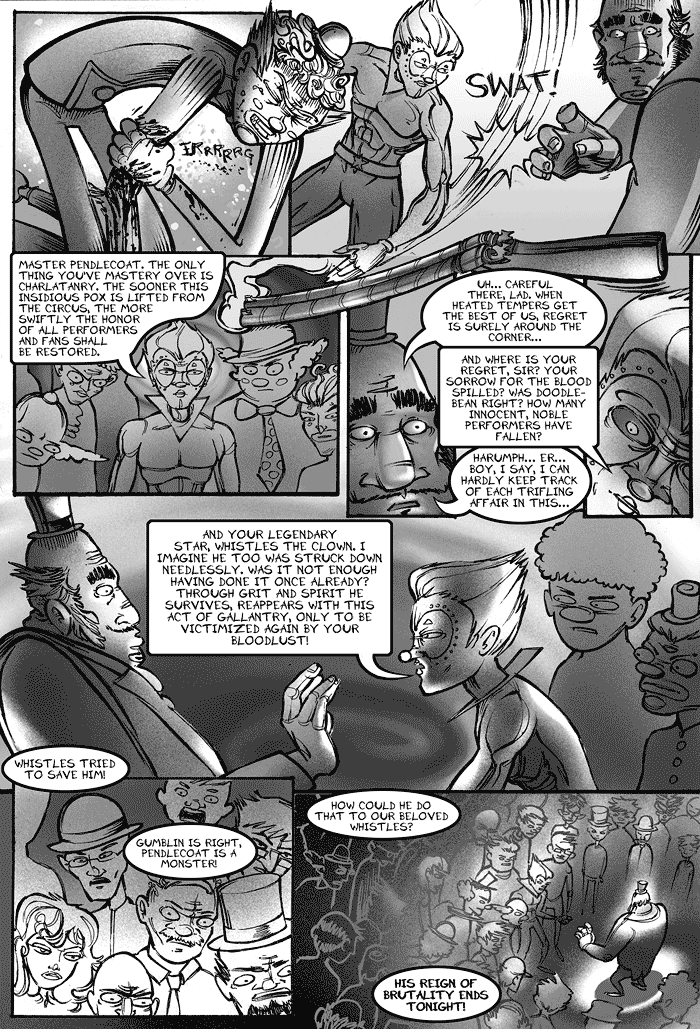 IRRRRRG
SWAT!
MASTER PENDLECOAT. THE ONLY
THING YOU'VE MASTERY OVER IS
CHARLATANRY. THE SOONER THIS
INSIDIOUS POX IS LIFTED FROM
THE CIRCUS, THE MORE
SWIFTLY THE HONOR
OF ALL PERFORMERS
AND FANS SHALL
BE RESTORED.
UH... CAREFUL
THERE, LAD. WHEN
HEATED TEMPERS GET
THE BEST OF US, REGRET
IS SURELY AROUND THE
CORNER...
AND WHERE IS YOUR
REGRET, SIR? YOUR
SORROW FOR THE BLOOD
SPILLED? WAS DOODLE-
BEAN RIGHT? HOW MANY
INNOCENT, NOBLE
PERFORMERS HAVE
FALLEN?
HARUMPH... ER...
BOY, I SAY, I CAN
HARDLY KEEP TRACK
OF EACH TRIFLING
AFFAIR IN THIS...
AND YOUR LEGENDARY
STAR, WHISTLES THE CLOWN. I
IMAGINE HE TOO WAS STRUCK DOWN
NEEDLESSLY. WAS IT NOT ENOUGH
HAVING DONE IT ONCE ALREADY?
THROUGH GRIT AND SPIRIT HE
SURVIVES, REAPPEARS WITH THIS
ACT OF GALLANTRY, ONLY TO BE
VICTIMIZED AGAIN BY YOUR
BLOODLUST!
WHISTLES TRIED
TO SAVE HIM!
GUMBLIN IS RIGHT,
PENDLECOAT IS A
MONSTER!
HOW COULD HE DO
THAT TO OUR BELOVED
WHISTLES?
HIS REIGN OF
BRUTALITY ENDS
TONIGHT!